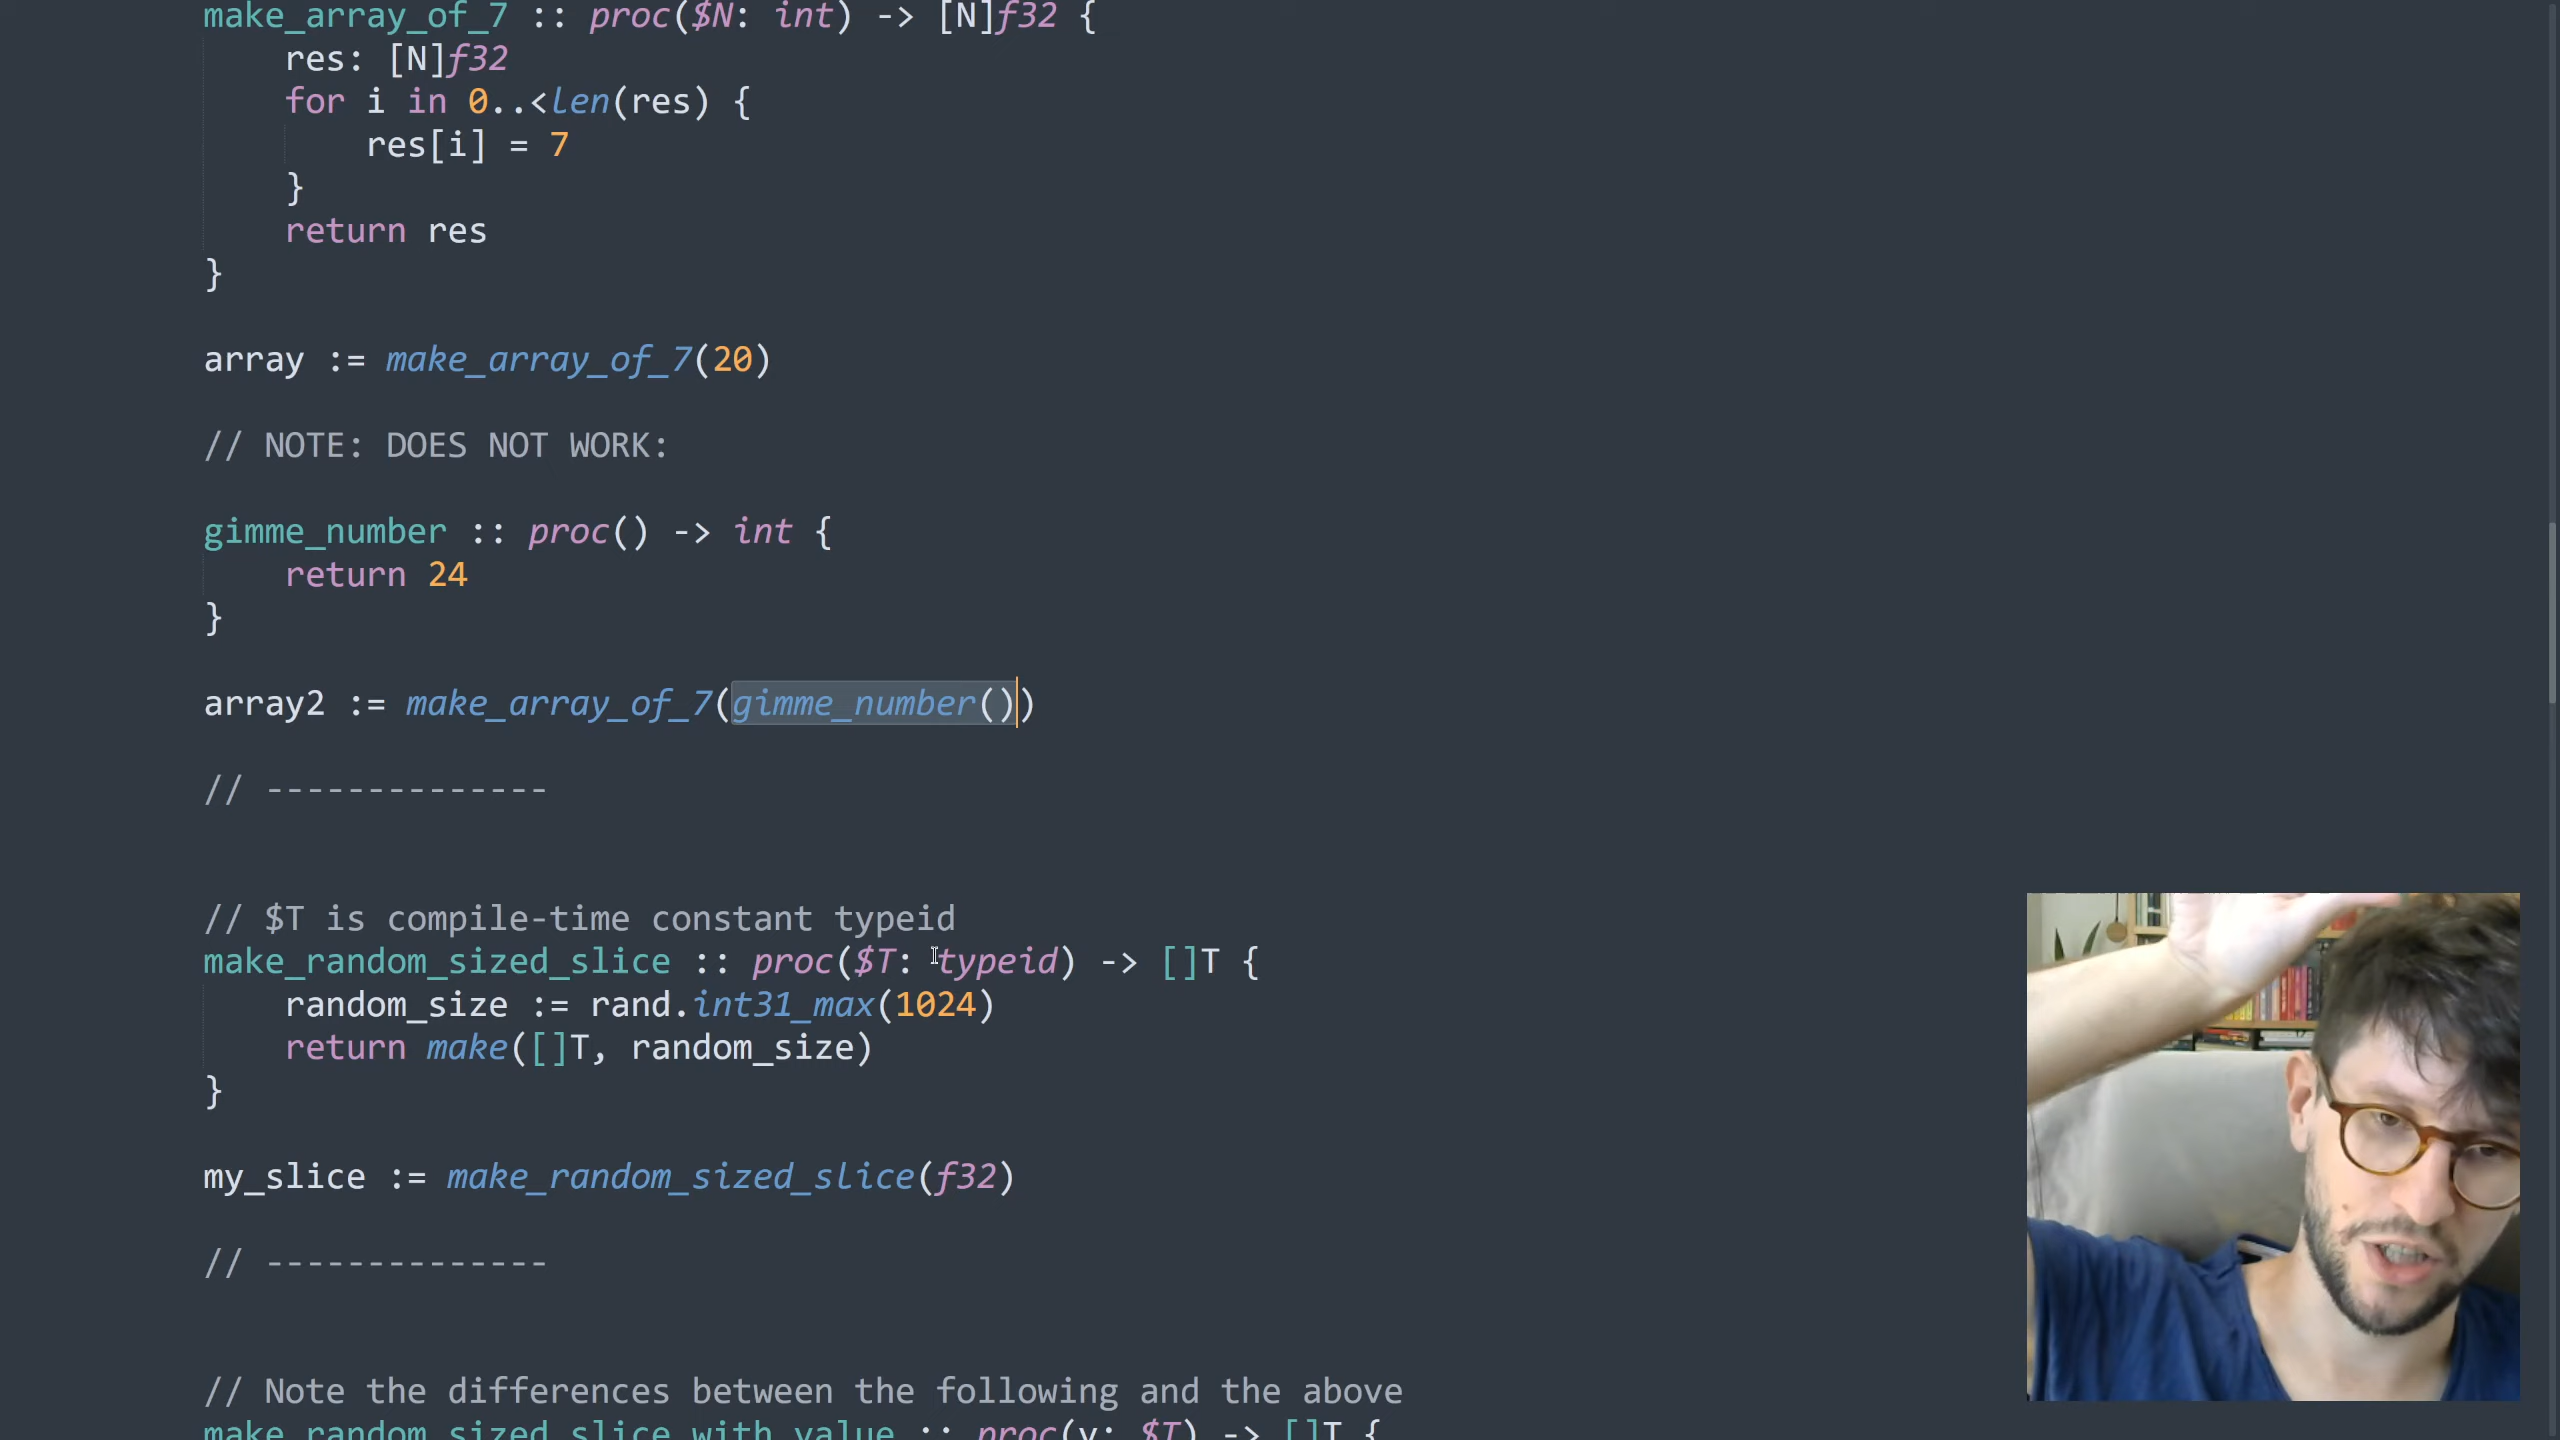 make_array_of_7 :: proc($N: int) -> [N]f32 {
res: [N]f32
for i in 0..<len(res) {
res[i] = 7
}
return res
}
array := make_array_of_7(20)
// NOTE: DOES NOT WORK:
gimme_number :: proc() -> int {
return 24
}
array2 := make_array_of_7(gimme_number())
// --------------
// $T is compile-time constant typeid
make_random_sized_slice :: proc($T: typeid) -> []T {
random_size := rand.int31_max(1024)
return make([]T, random_size)
}
my_slice := make_random_sized_slice(f32)
// --------------
// Note the differences between the following and the above
make_random_sized_slice_with_value :: proc(v: $T) -> []T {